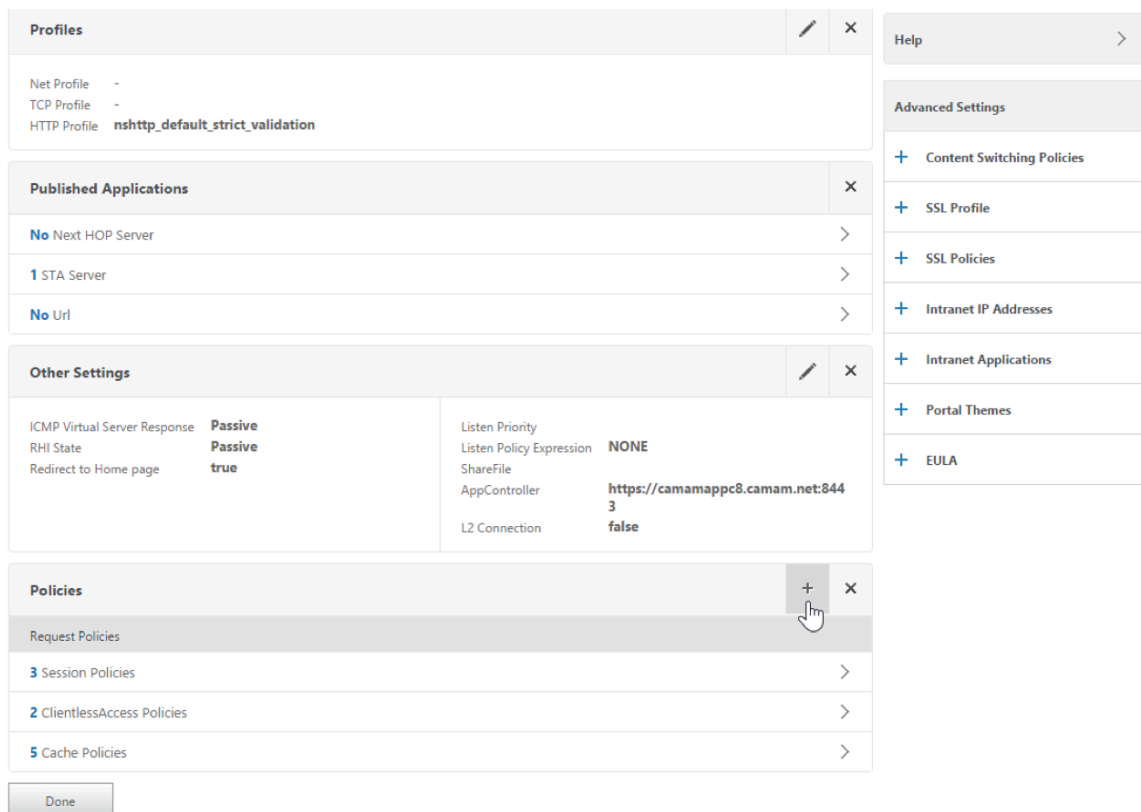 Profiles
Net Profile -
TCP Profile -
HTTP Profile nshttp_default_strict_validation
Published Applications
No Next HOP Server
1 STA Server
No Url
Other Settings
ICMP Virtual Server Response Passive
RHI State Passive
Redirect to Home page true
Listen Priority
Listen Policy Expression NONE
ShareFile
AppController https://camamappc8.camam.net:844
3
L2 Connection false
Policies
Request Policies
3 Session Policies
2 ClientlessAccess Policies
5 Cache Policies
Done
Help
Advanced Settings
+ Content Switching Policies
+ SSL Profile
+ SSL Policies
+ Intranet IP Addresses
+ Intranet Applications
+ Portal Themes
+ EULA